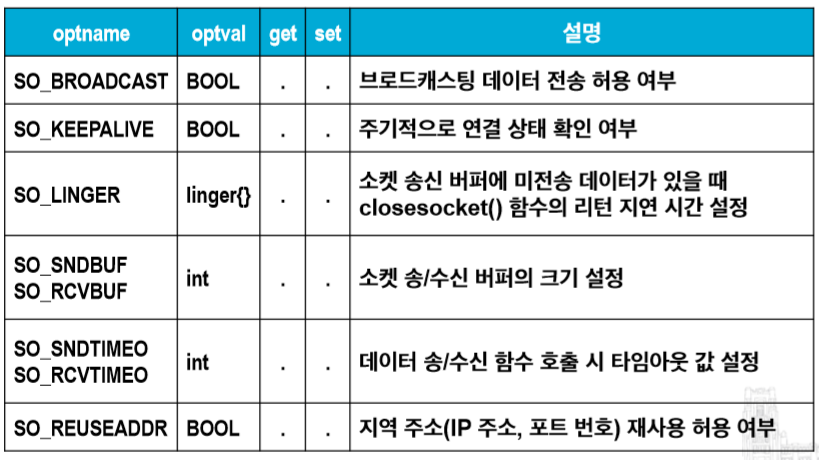 optname optval get set 설명
SO_BROADCAST BOOL . . 브로드캐스팅 데이터 전송 허용 여부
SO_KEEPALIVE BOOL . . 주기적으로 연결 상태 확인 여부
SO_LINGER linger{} . . 소켓 송신 버퍼에 미전송 데이터가 있을 때
closesocket() 함수의 리턴 지연 시간 설정
SO_SNDBUF
SO_RCVBUF int . . 소켓 송/수신 버퍼의 크기 설정
SO_SNDTIMEO
SO_RCVTIMEO int . . 데이터 송/수신 함수 호출 시 타임아웃 값 설정
SO_REUSEADDR BOOL . . 지역 주소(IP 주소, 포트 번호) 재사용 허용 여부